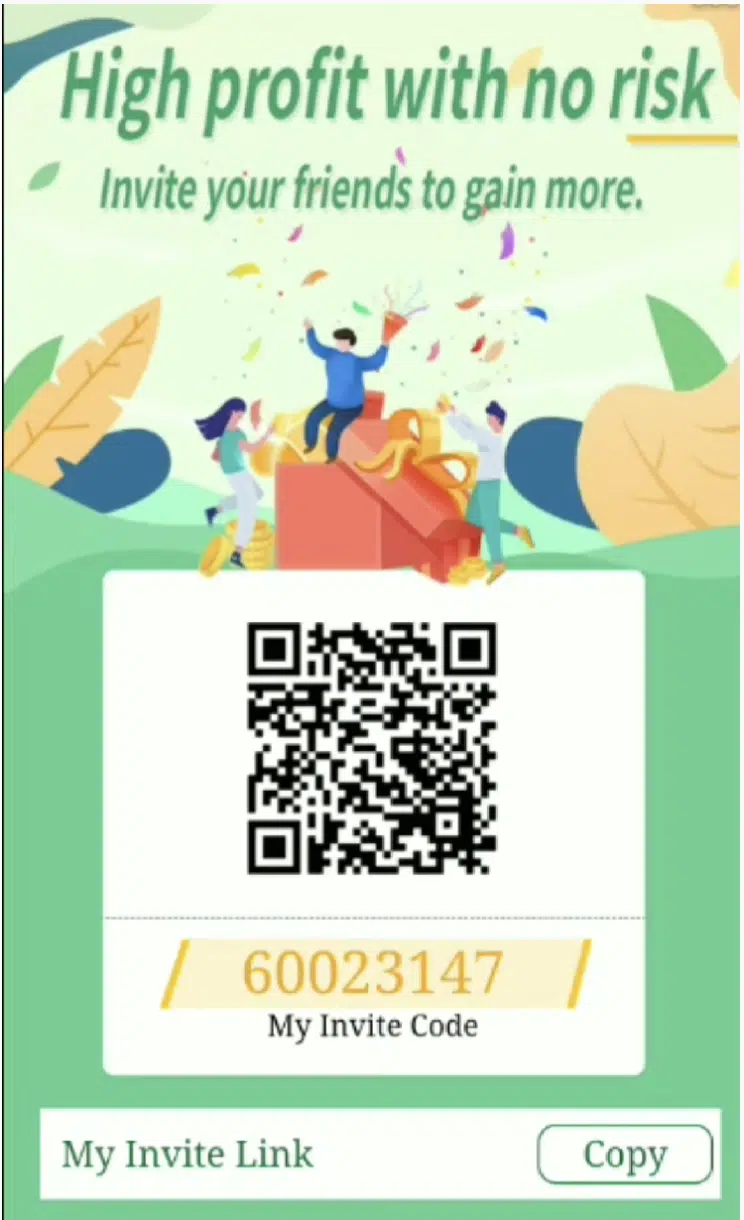 High profit with no risk
Invite your friends to gain more.
60023147
My Invite Code
My Invite Link
Copy